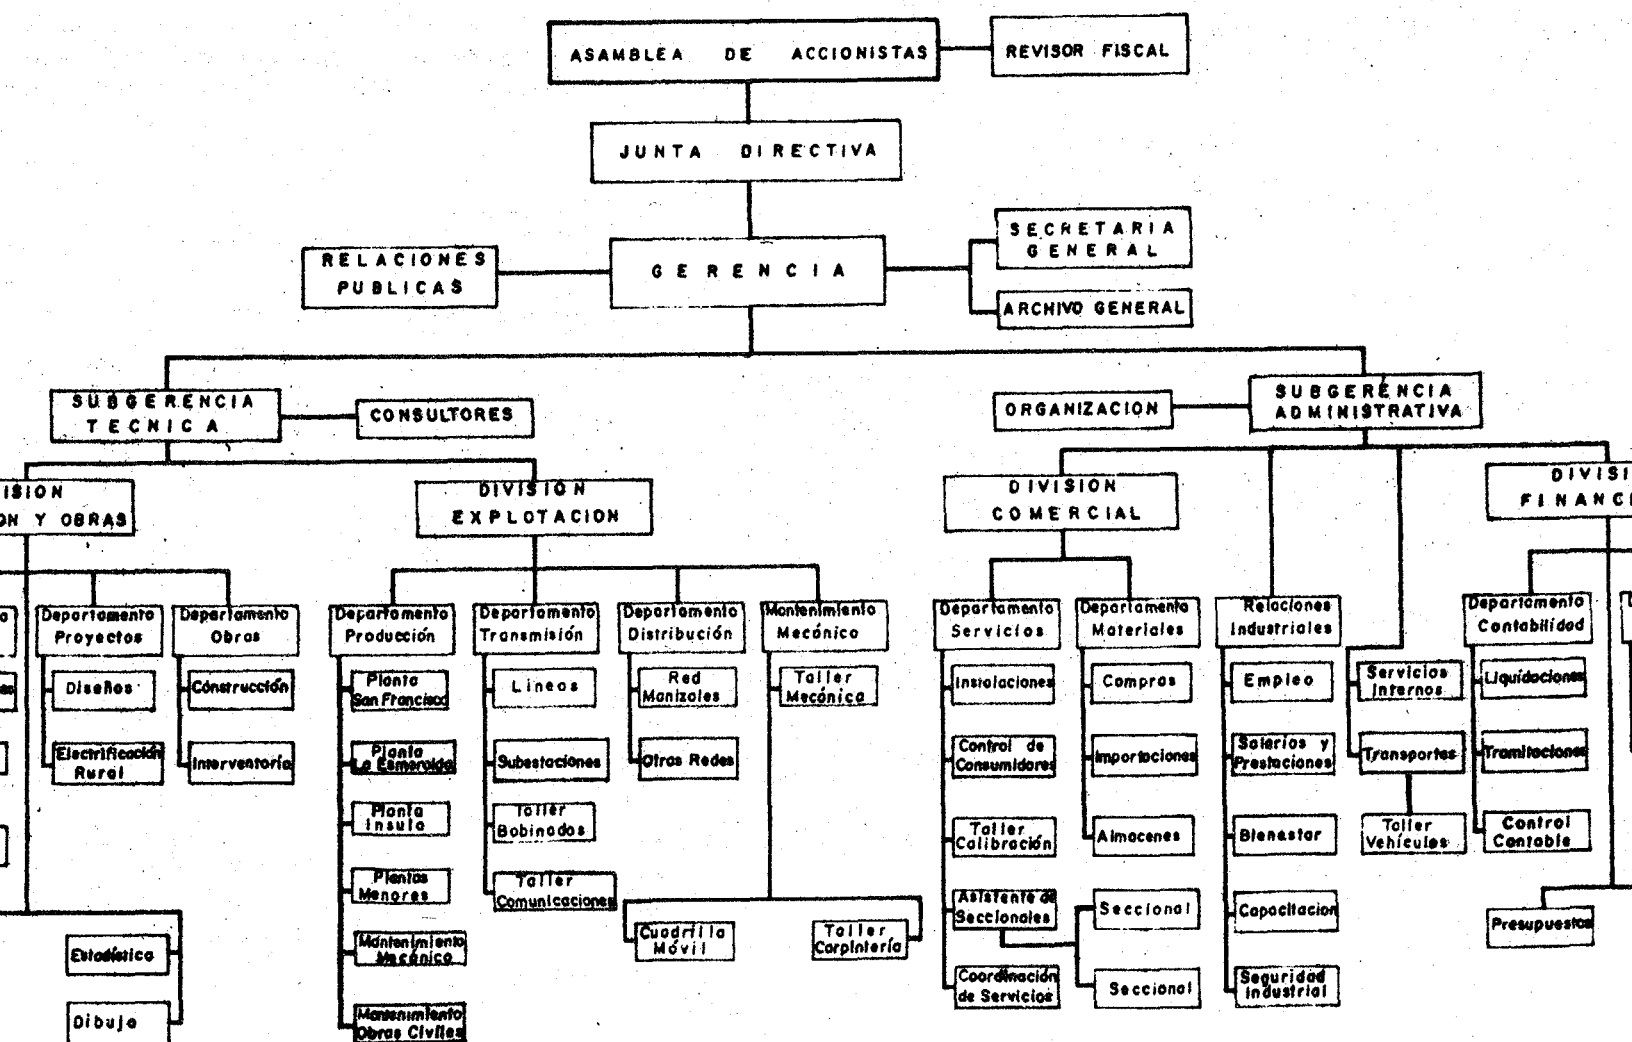 ASAMBLEA DE ACCIONISTAS
REVISOR FISCAL
JUNTA DIRECTIVA
RELACIONES
PUBLICAS
GERENCIA
SECRETARIA
GENERAL
ARCHIVO GENERAL
SUBGERENCIA
TECNICA
CONSULTORES
ORGANIZACION
SUBGERENCIA
ADMINISTRATIVA
ISION
ON Y OBRAS
DIVISION
EXPLOTACION
DIVISION
COMERCIAL
DIVISI
FINANC
Departamento
Proyectos
Departamento
Obras
Departamento
Producción
Departamento
Transmisión
Departamento
Distribución
Mantenimiento
Mecánico
Departamento
Servicios
Departamento
Materiales
Relaciones
Industriales
Departamento
Contabilidad
Diseños
Electrificación
Rural
Construcción
Interventoría
Planta
San Francisco
Planta
La Esmeralda
Planta
Insula
Plantas
Menores
Mantenimiento
Mecánico
Mantenimiento
Obras Civiles
Lineas
Subestaciones
Taller
Bobinados
Taller
Comunicaciones
Red
Manizales
Otras Redes
Taller
Mecánica
Cuadrilla
Móvil
Taller
Carpintería
Instalaciones
Control de
Consumidores
Taller
Calibración
Asistente de
Seccionales
Coordinación
de Servicios
Seccional
Seccional
Compras
Importaciones
Almacenes
Empleo
Salarios y
Prestaciones
Bienestar
Capacitacion
Seguridad
Industrial
Servicios
Internos
Transportes
Taller
Vehículos
Liquidaciones
Tramitaciones
Control
Contable
Presupuestos
Estadística
Dibujo